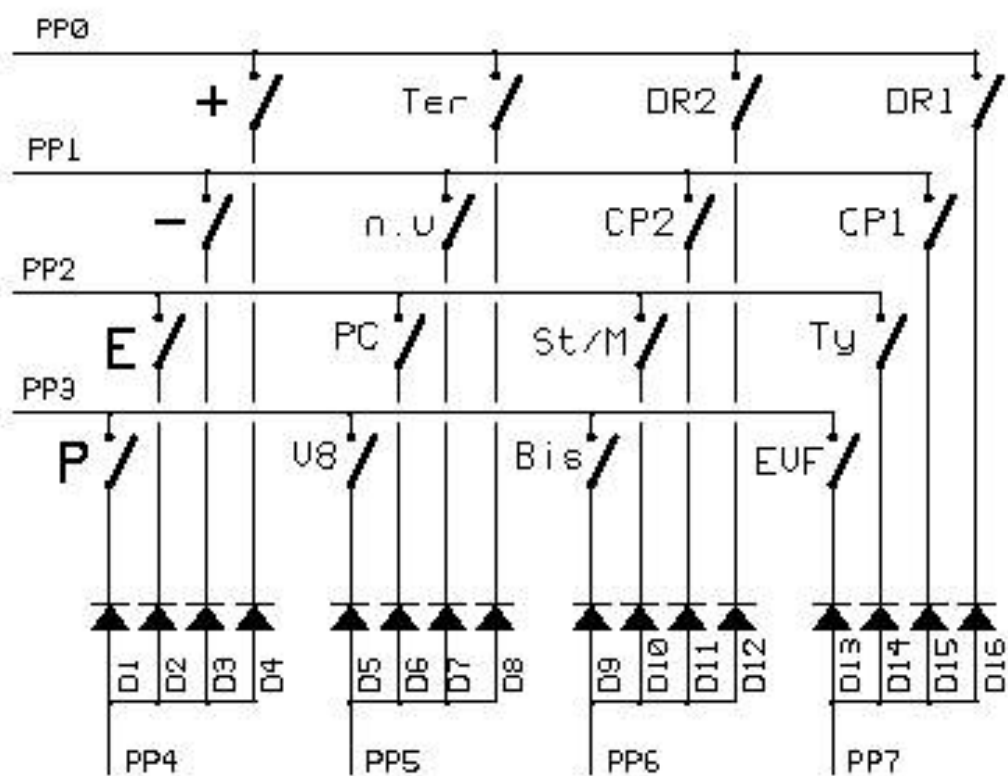 PP0
+ Ter DR2 DR1
PP1
- n.v CP2 CP1
PP2
E PC St/M Ty
PP3
P V8 Bis EVF
D1 D2 D3 D4 D5 D6 D7 D8 D9 D10 D11 D12 D13 D14 D15 D16
PP4 PP5 PP6 PP7